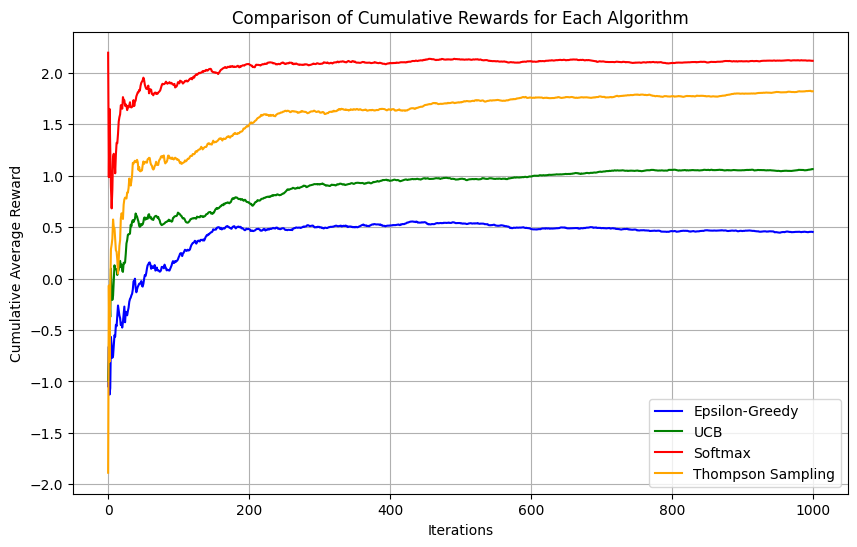 Comparison of Cumulative Rewards for Each Algorithm
Cumulative Average Reward
2.0
1.5
1.0
0.5
0.0
−0.5
−1.0
−1.5
−2.0
0
200
400
600
800
1000
Iterations
Epsilon-Greedy
UCB
Softmax
Thompson Sampling